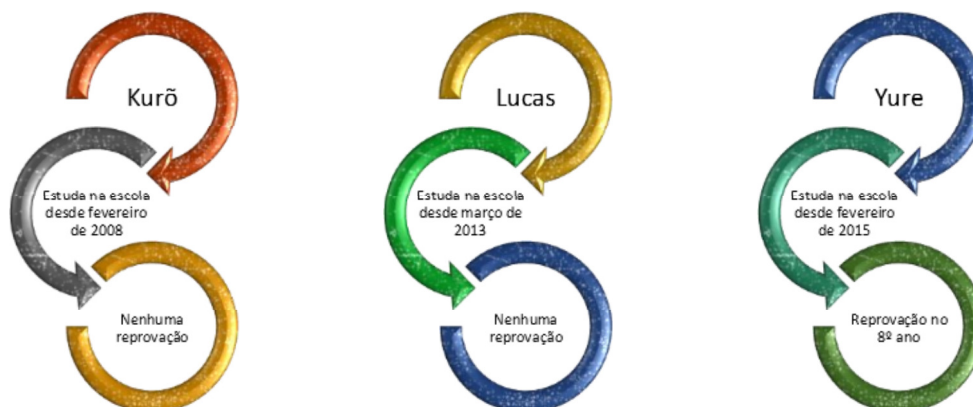 Kurõ
Estuda na escola
desde fevereiro
de 2008
Nenhuma
reprovação
Lucas
Estuda na escola
desde março de
2013
Nenhuma
reprovação
Yure
Estuda na escola
desde fevereiro
de 2015
Reprovação no
8º ano